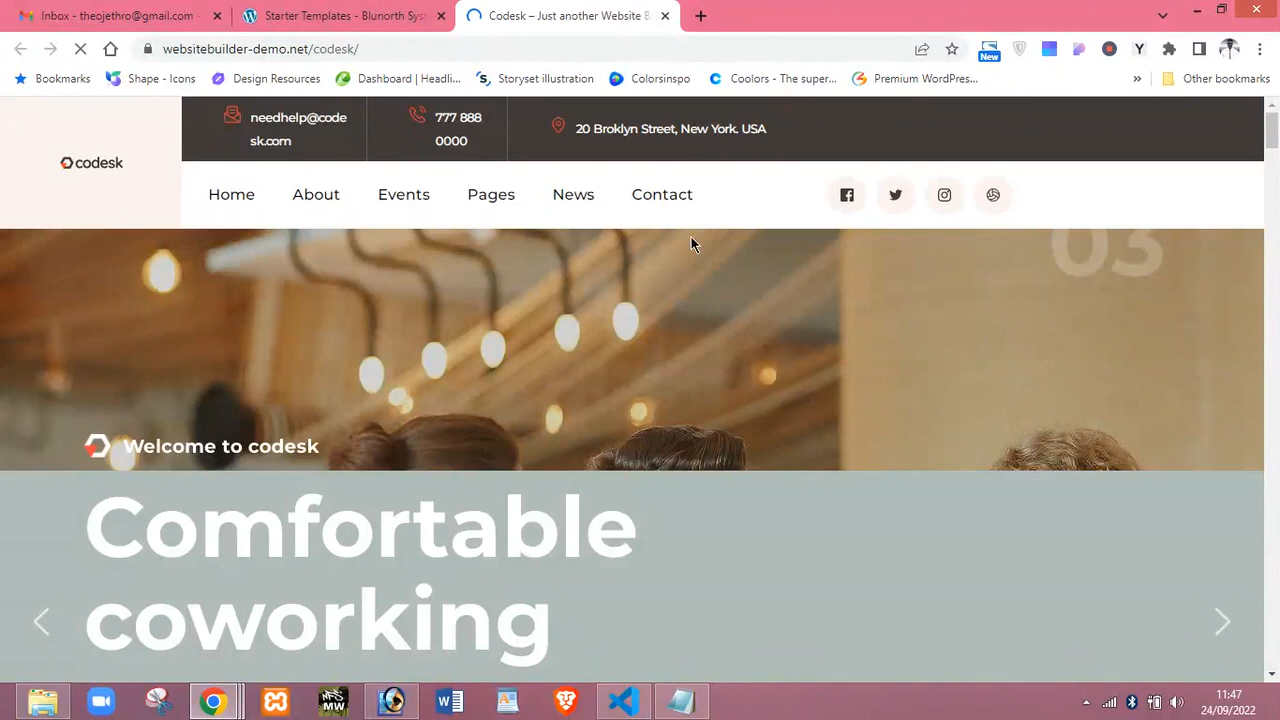 Inbox - theojethro@gmail.com -
Starter Templates - Blunorth Sys
Codesk – Just another Website B
websitebuilder-demo.net/codesk/
New
Y
Bookmarks
Shape - Icons
Design Resources
Dashboard | Headli...
Storyset illustration
Colorsinspo
Coolors - The super...
Premium WordPres...
»
Other bookmarks
codesk
needhelp@code
sk.com
777 888
0000
20 Broklyn Street, New York. USA
Home
About
Events
Pages
News
Contact
03
Welcome to codesk
Comfortable
coworking
MW
11:47
24/09/2022